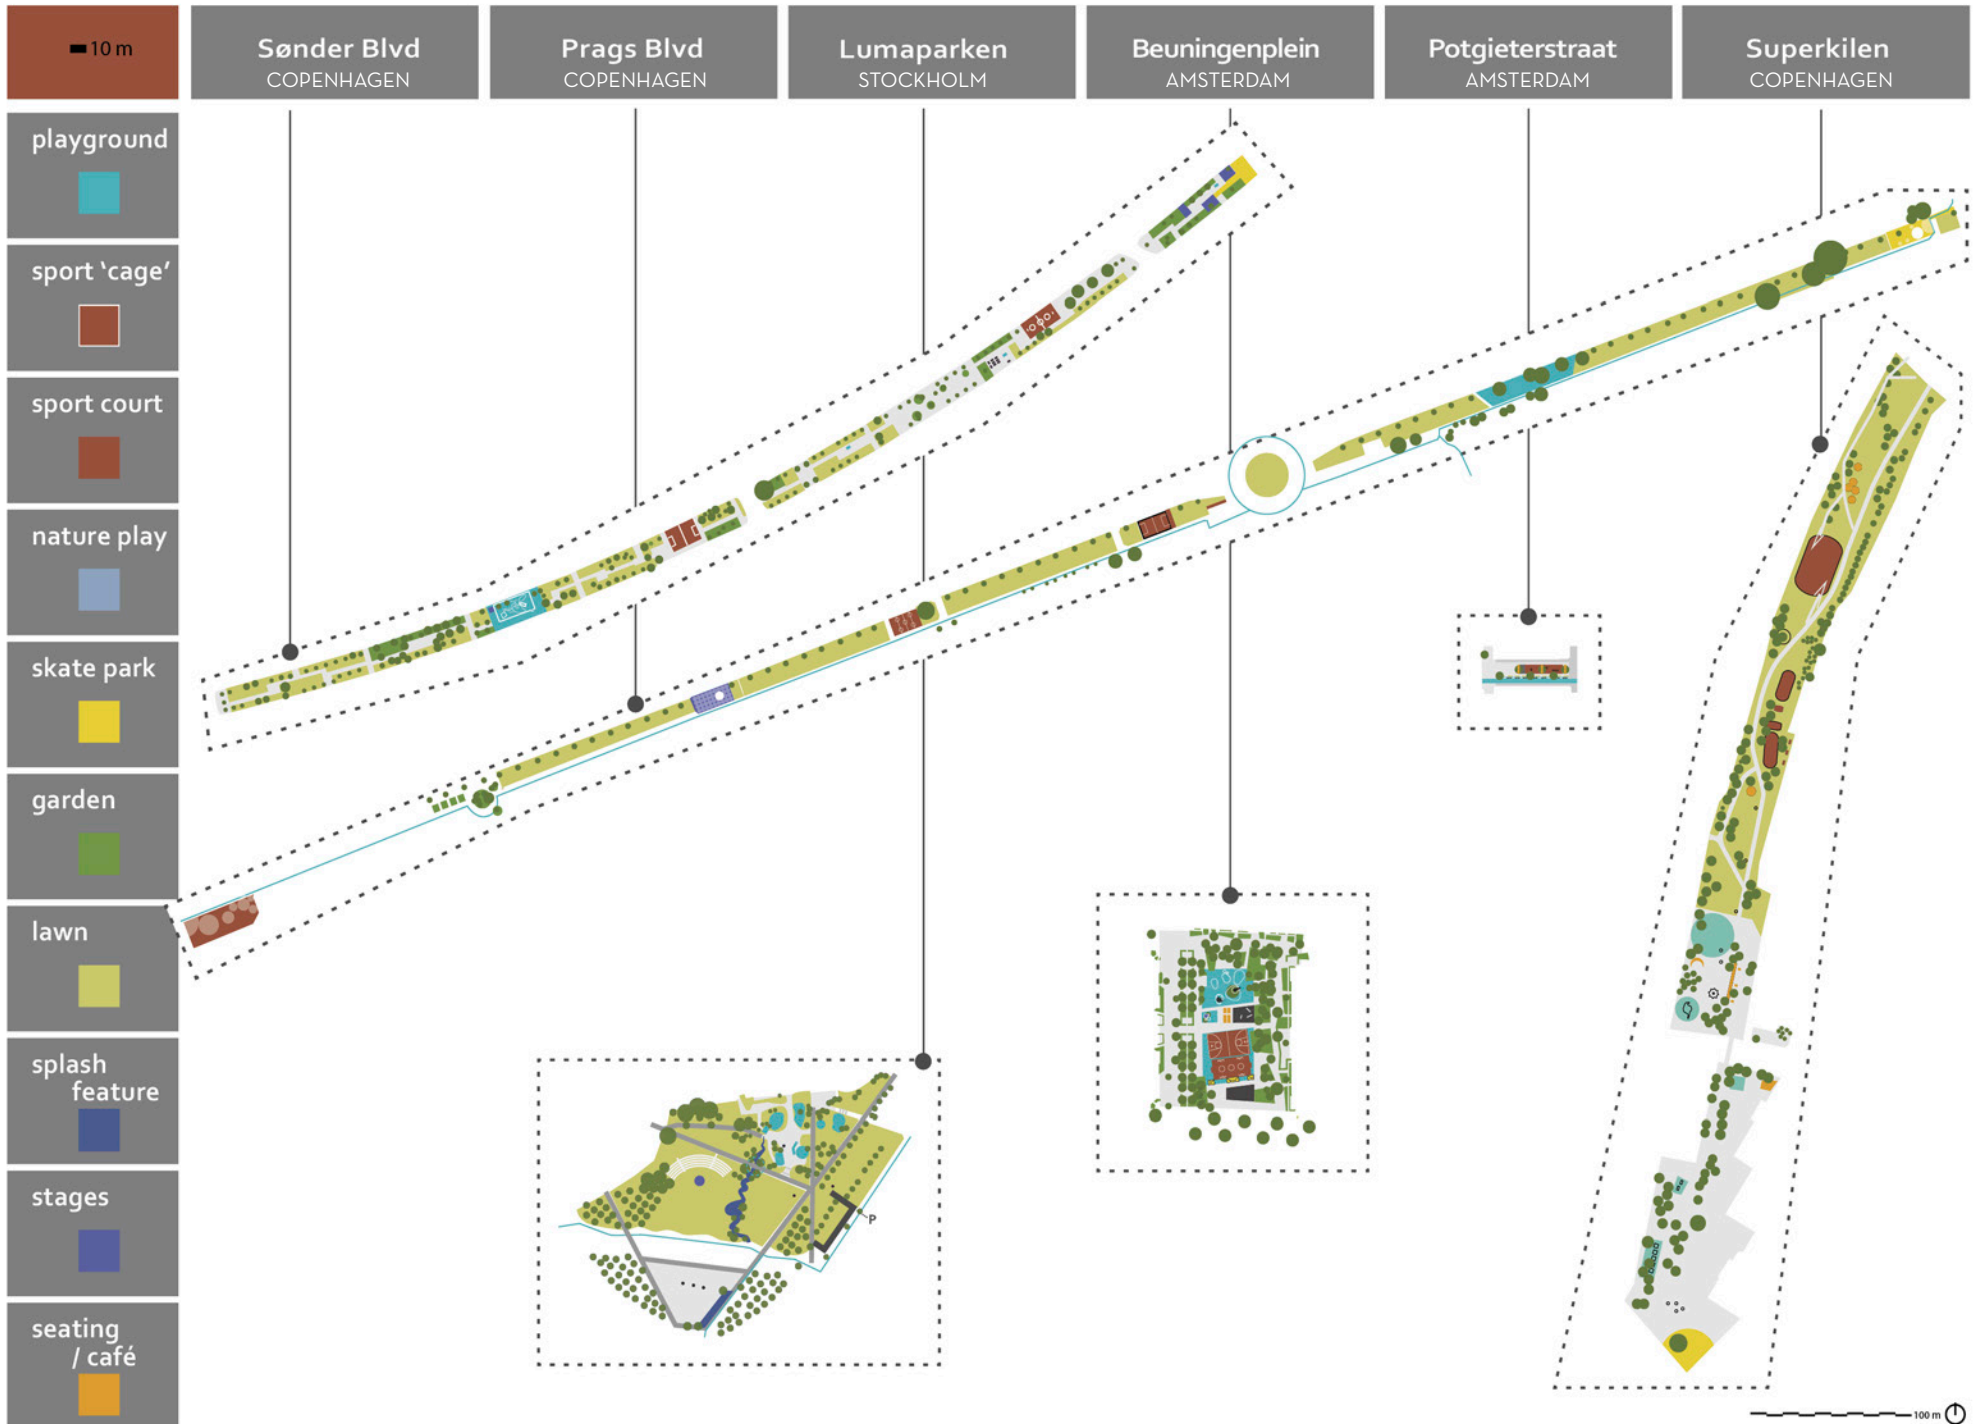 10 m
Sønder Blvd
COPENHAGEN
Prags Blvd
COPENHAGEN
Lumaparken
STOCKHOLM
Beuningenplein
AMSTERDAM
Potgieterstraat
AMSTERDAM
Superkilen
COPENHAGEN
playground
sport ‘cage’
sport court
nature play
skate park
garden
lawn
splash
feature
stages
seating
/ café
P
100 m